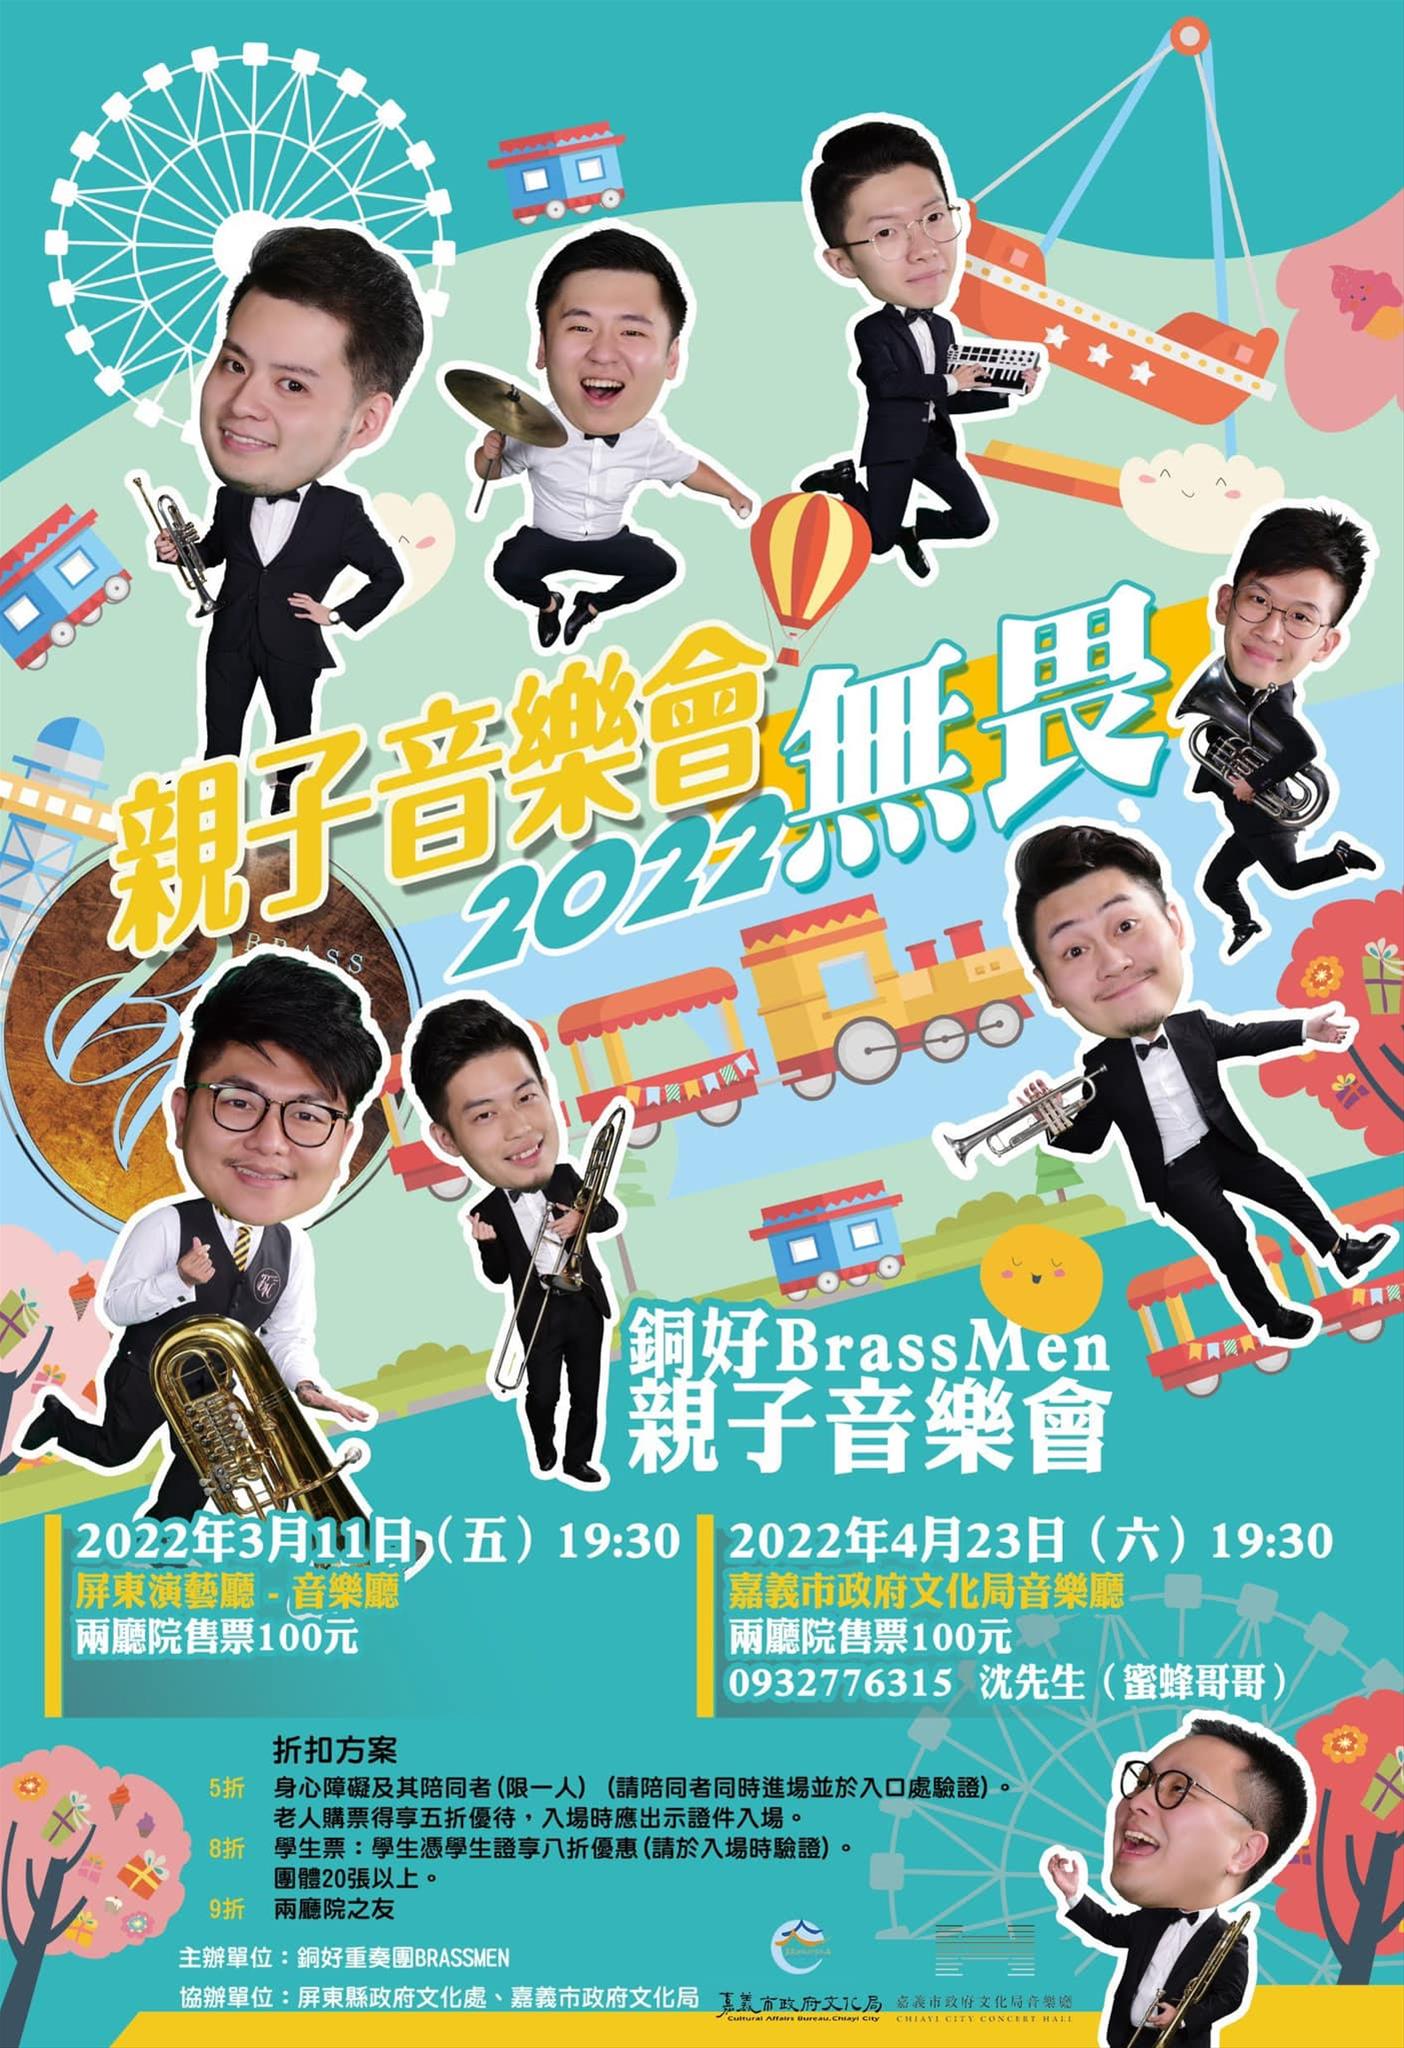 親子音樂會
2022無畏
BRASS
銅好BrassMen
親子音樂會
2022年3月11日（五）19:30
屏東演藝廳 - 音樂廳
兩廳院售票100元
2022年4月23日（六）19:30
嘉義市政府文化局音樂廳
兩廳院售票100元
0932776315 沈先生（蜜蜂哥哥）
折扣方案
5折 身心障礙及其陪同者(限一人) (請陪同者同時進場並於入口處驗證)。
老人購票得享五折優待，入場時應出示證件入場。
8折 學生票：學生憑學生證享八折優惠(請於入場時驗證)。
團體20張以上。
9折 兩廳院之友
主辦單位：銅好重奏團BRASSMEN
協辦單位：屏東縣政府文化處、嘉義市政府文化局
嘉義市政府文化局
Cultural Affairs Bureau, Chiayi City
嘉義市政府文化局音樂廳
CHIAYI CITY CONCERT HALL